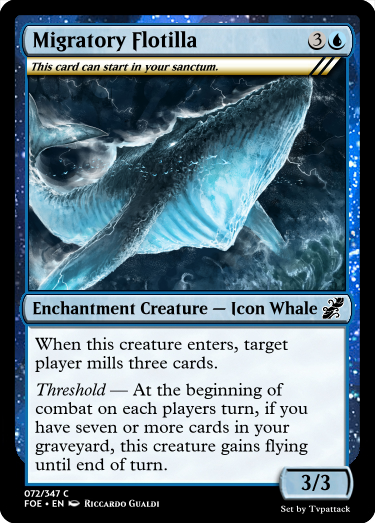 Migratory Flotilla 3
This card can start in your sanctum.
Enchantment Creature — Icon Whale
When this creature enters, target
player mills three cards.
Threshold — At the beginning of
combat on each players turn, if you
have seven or more cards in your
graveyard, this creature gains flying
until end of turn.
3/3
072/347 C
FOE • EN Riccardo Gualdi
Set by Tvpattack